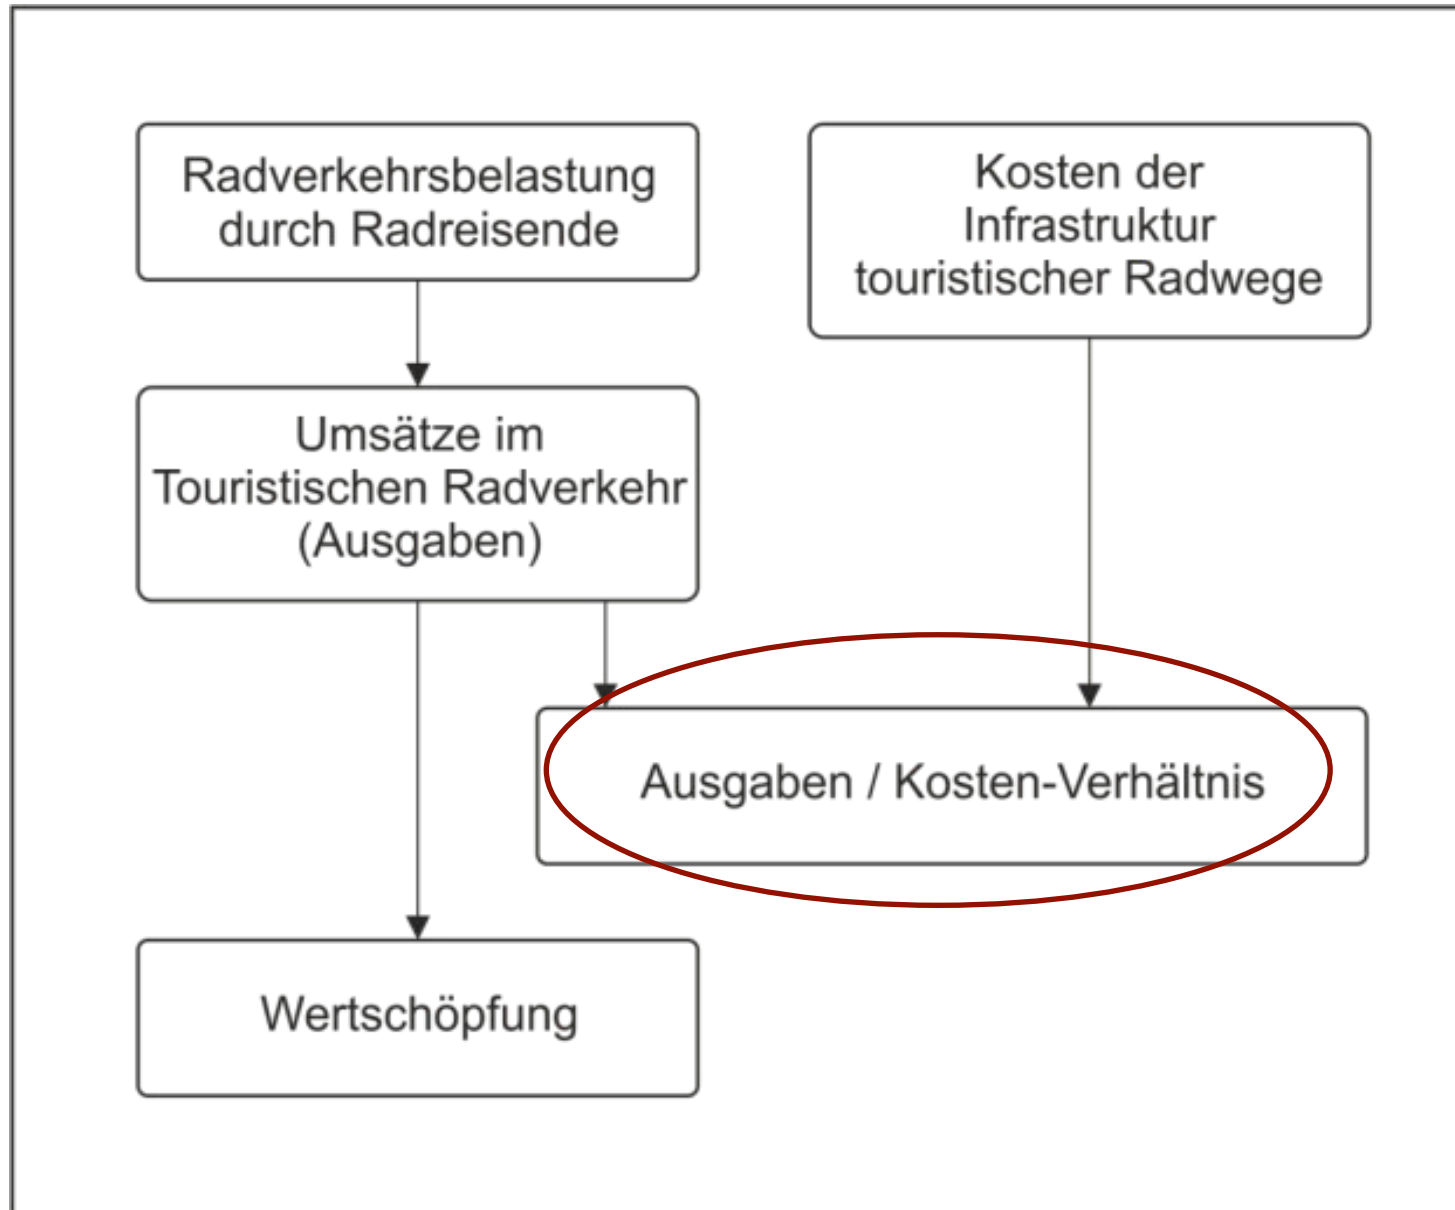 Radverkehrsbelastung
durch Radreisende
Kosten der
Infrastruktur
touristischer Radwege
Umsätze im
Touristischen Radverkehr
(Ausgaben)
Ausgaben / Kosten-Verhältnis
Wertschöpfung